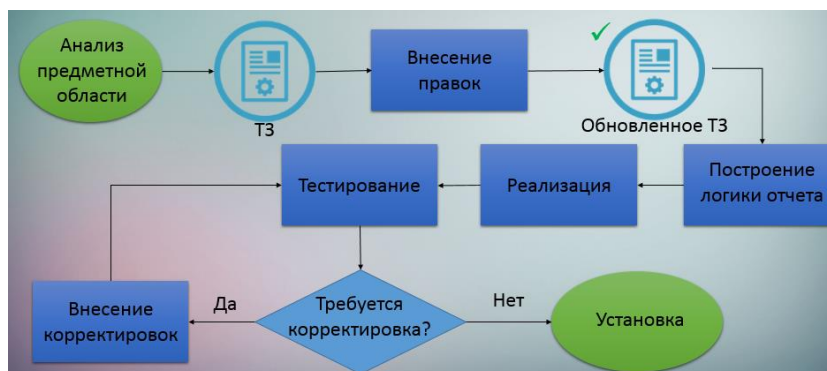 Анализ
предметной
области
ТЗ
Внесение
правок
Обновленное ТЗ
Построение
логики отчета
Реализация
Тестирование
Требуется
корректировка?
Да
Нет
Внесение
корректировок
Установка